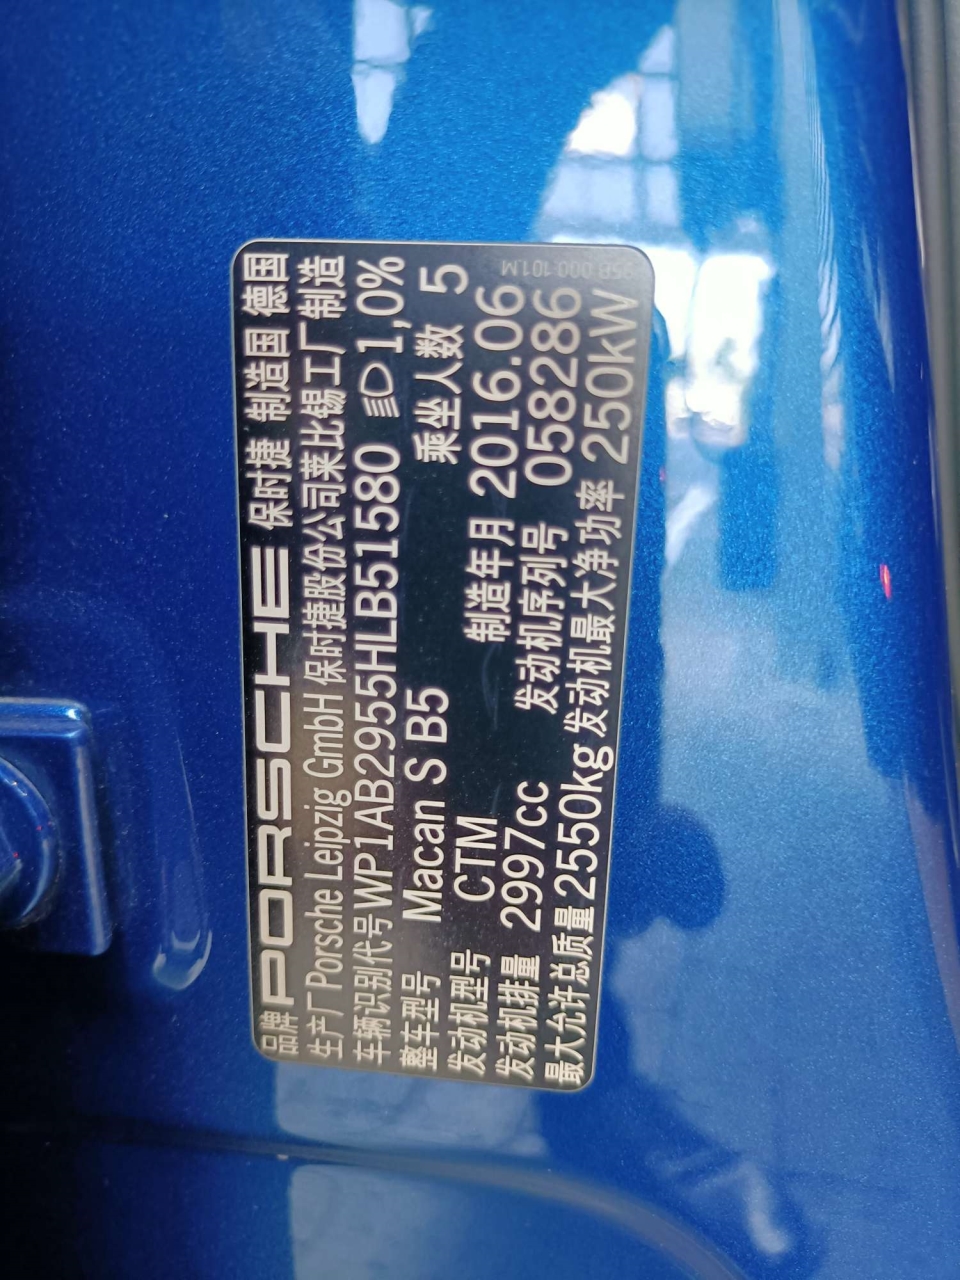 品牌 PORSCHE 保时捷 制造国 德国
生产厂 Porsche Leipzig GmbH 保时捷股份公司莱比锡工厂制造
车辆识别代号 WP1AB2955HLB51580 1,0%
整车型号 Macan S B5 乘坐人数 5
发动机型号 CTM 制造年月 2016.06
发动机排量 2997cc 发动机序列号 058286
最大允许总质量 2550kg 发动机最大净功率 250kW
95B 000 101.M